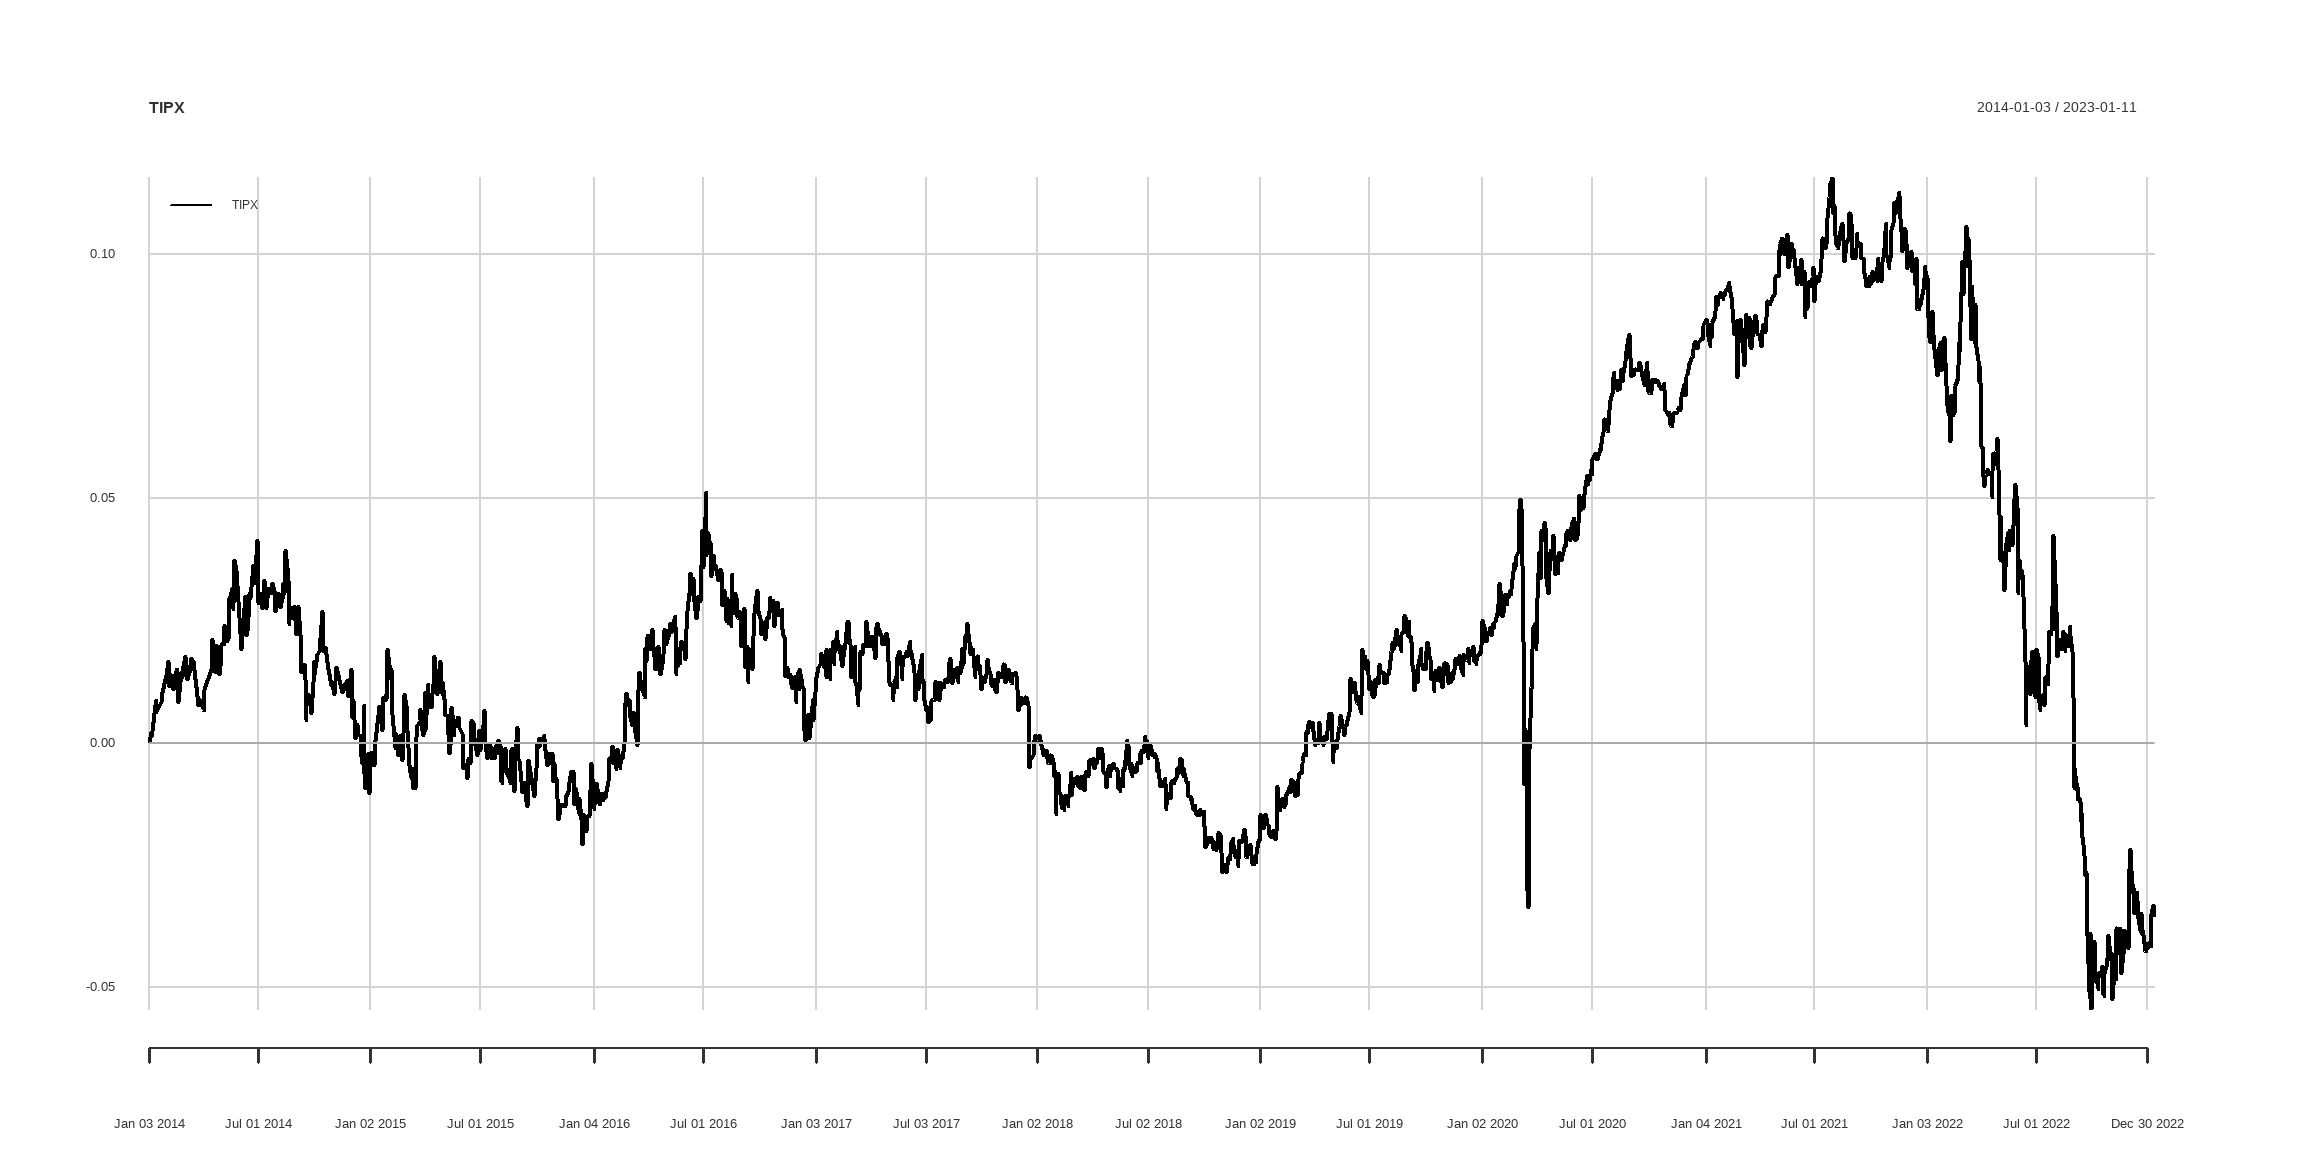 TIPX
2014-01-03 / 2023-01-11
TIPX
0.10
0.05
0.00
-0.05
Jan 03 2014
Jul 01 2014
Jan 02 2015
Jul 01 2015
Jan 04 2016
Jul 01 2016
Jan 03 2017
Jul 03 2017
Jan 02 2018
Jul 02 2018
Jan 02 2019
Jul 01 2019
Jan 02 2020
Jul 01 2020
Jan 04 2021
Jul 01 2021
Jan 03 2022
Jul 01 2022
Dec 30 2022